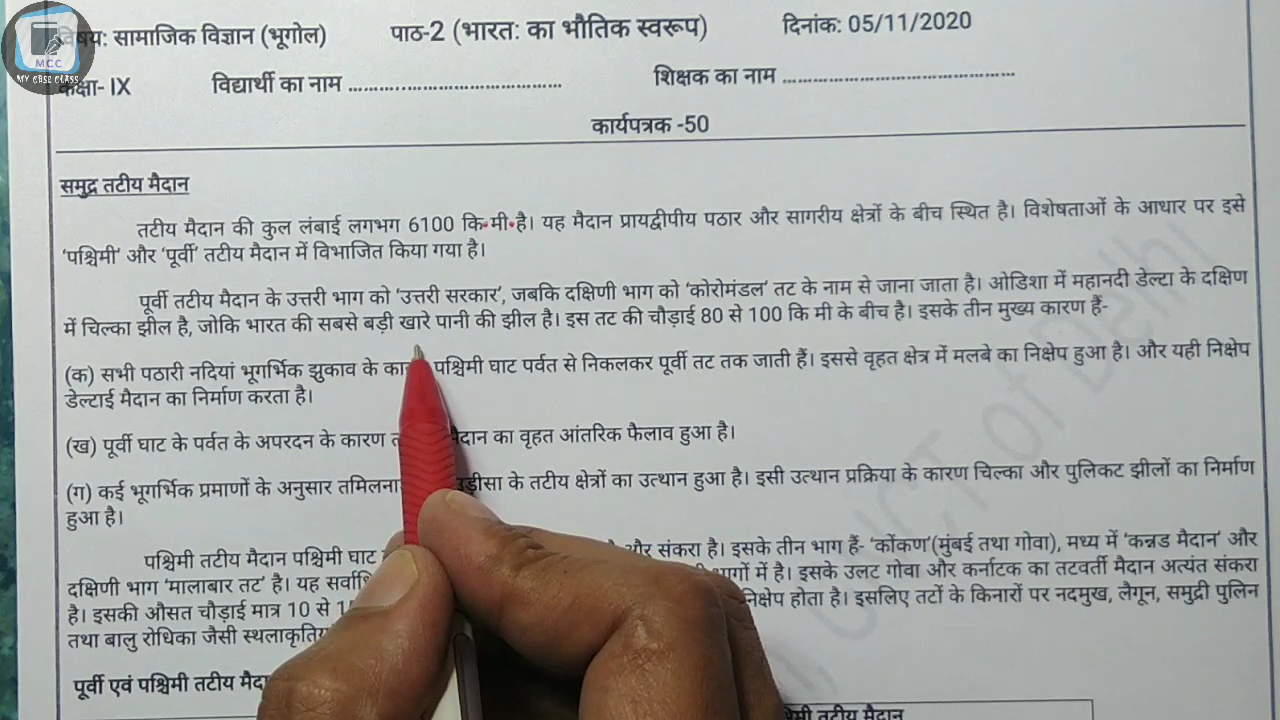 विषय: सामाजिक विज्ञान (भूगोल) पाठ-2 (भारत: का भौतिक स्वरूप) दिनांक: 05/11/2020
MCC
MY CBSE CLASS
कक्षा- IX विद्यार्थी का नाम ........................................ शिक्षक का नाम ........................................
कार्यपत्रक -50
समुद्र तटीय मैदान
तटीय मैदान की कुल लंबाई लगभग 6100 कि॰मी॰है। यह मैदान प्रायद्वीपीय पठार और सागरीय क्षेत्रों के बीच स्थित है। विशेषताओं के आधार पर इसे
'पश्चिमी' और 'पूर्वी' तटीय मैदान में विभाजित किया गया है।
पूर्वी तटीय मैदान के उत्तरी भाग को 'उत्तरी सरकार', जबकि दक्षिणी भाग को 'कोरोमंडल' तट के नाम से जाना जाता है। ओडिशा में महानदी डेल्टा के दक्षिण
में चिल्का झील है, जोकि भारत की सबसे बड़ी खारे पानी की झील है। इस तट की चौड़ाई 80 से 100 कि मी के बीच है। इसके तीन मुख्य कारण हैं-
(क) सभी पठारी नदियां भूगर्भिक झुकाव के पश्चिमी घाट पर्वत से निकलकर पूर्वी तट तक जाती हैं। इससे वृहत क्षेत्र में मलबे का निक्षेप हुआ है। और यही निक्षेप
डेल्टाई मैदान का निर्माण करता है।
(ख) पूर्वी घाट के पर्वत के अपरदन के कारण मैदान का वृहत आंतरिक फैलाव हुआ है।
(ग) कई भूगर्भिक प्रमाणों के अनुसार उड़ीसा के तटीय क्षेत्रों का उत्थान हुआ है। इसी उत्थान प्रक्रिया के कारण चिल्का और पुलिकट झीलों का निर्माण
हुआ है।
पश्चिमी तटीय मैदान पश्चिमी घाट और संकरा है। इसके तीन भाग हैं- 'कोंकण'(मुंबई तथा गोवा), मध्य में 'कन्नड मैदान' और
दक्षिणी भाग 'मालाबार तट' है। यह भागों में है। इसके उलट गोवा और कर्नाटक का तटवर्ती मैदान अत्यंत संकरा
है। इसकी औसत चौड़ाई मात्र 10 से निक्षेप होता है। इसलिए तटों के किनारों पर नदमुख, लैगून, समुद्री पुलिन
तथा बालु रोधिका जैसी
पूर्वी एवं पश्चिमी तटीय
तटीय मैदान